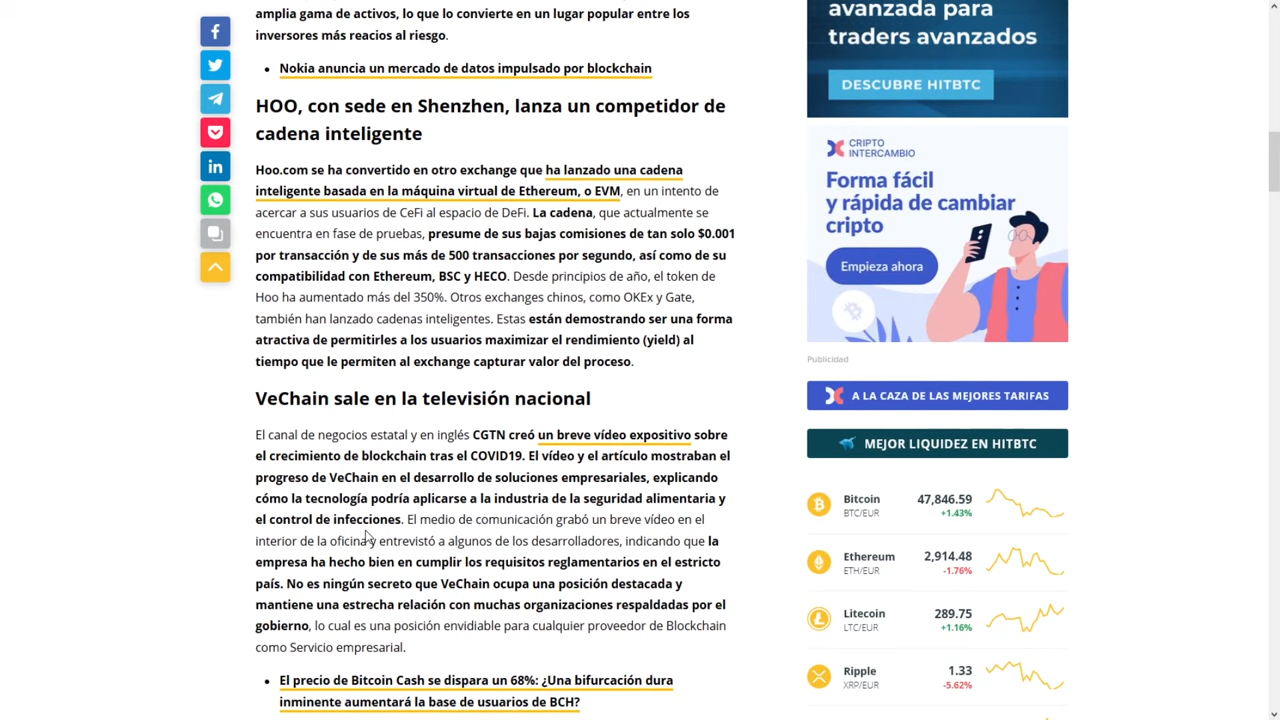 amplia gama de activos, lo que lo convierte en un lugar popular entre los
inversores más reacios al riesgo.
Nokia anuncia un mercado de datos impulsado por blockchain
HOO, con sede en Shenzhen, lanza un competidor de
cadena inteligente
Hoo.com se ha convertido en otro exchange que ha lanzado una cadena
inteligente basada en la máquina virtual de Ethereum, o EVM, en un intento de
acercar a sus usuarios de CeFi al espacio de DeFi. La cadena, que actualmente se
encuentra en fase de pruebas, presume de sus bajas comisiones de tan solo $0.001
por transacción y de sus más de 500 transacciones por segundo, así como de su
compatibilidad con Ethereum, BSC y HECO. Desde principios de año, el token de
Hoo ha aumentado más del 350%. Otros exchanges chinos, como OKEx y Gate,
también han lanzado cadenas inteligentes. Estas están demostrando ser una forma
atractiva de permitirles a los usuarios maximizar el rendimiento (yield) al
tiempo que le permiten al exchange capturar valor del proceso.
VeChain sale en la televisión nacional
El canal de negocios estatal y en inglés CGTN creó un breve vídeo expositivo sobre
el crecimiento de blockchain tras el COVID19. El vídeo y el artículo mostraban el
progreso de VeChain en el desarrollo de soluciones empresariales, explicando
cómo la tecnología podría aplicarse a la industria de la seguridad alimentaria y
el control de infecciones. El medio de comunicación grabó un breve vídeo en el
interior de la oficina y entrevistó a algunos de los desarrolladores, indicando que la
empresa ha hecho bien en cumplir los requisitos reglamentarios en el estricto
país. No es ningún secreto que VeChain ocupa una posición destacada y
mantiene una estrecha relación con muchas organizaciones respaldadas por el
gobierno, lo cual es una posición envidiable para cualquier proveedor de Blockchain
como Servicio empresarial.
El precio de Bitcoin Cash se dispara un 68%: ¿Una bifurcación dura
inminente aumentará la base de usuarios de BCH?
avanzada para
traders avanzados
DESCUBRE HITBTC
CRIPTO
INTERCAMBIO
Forma fácil
y rápida de cambiar
cripto
Empieza ahora
Publicidad
A LA CAZA DE LAS MEJORES TARIFAS
MEJOR LIQUIDEZ EN HITBTC
Bitcoin 47,846.59
BTC/EUR +1.43%
Ethereum 2,914.48
ETH/EUR -1.76%
Litecoin 289.75
LTC/EUR +1.16%
Ripple 1.33
XRP/EUR -5.62%